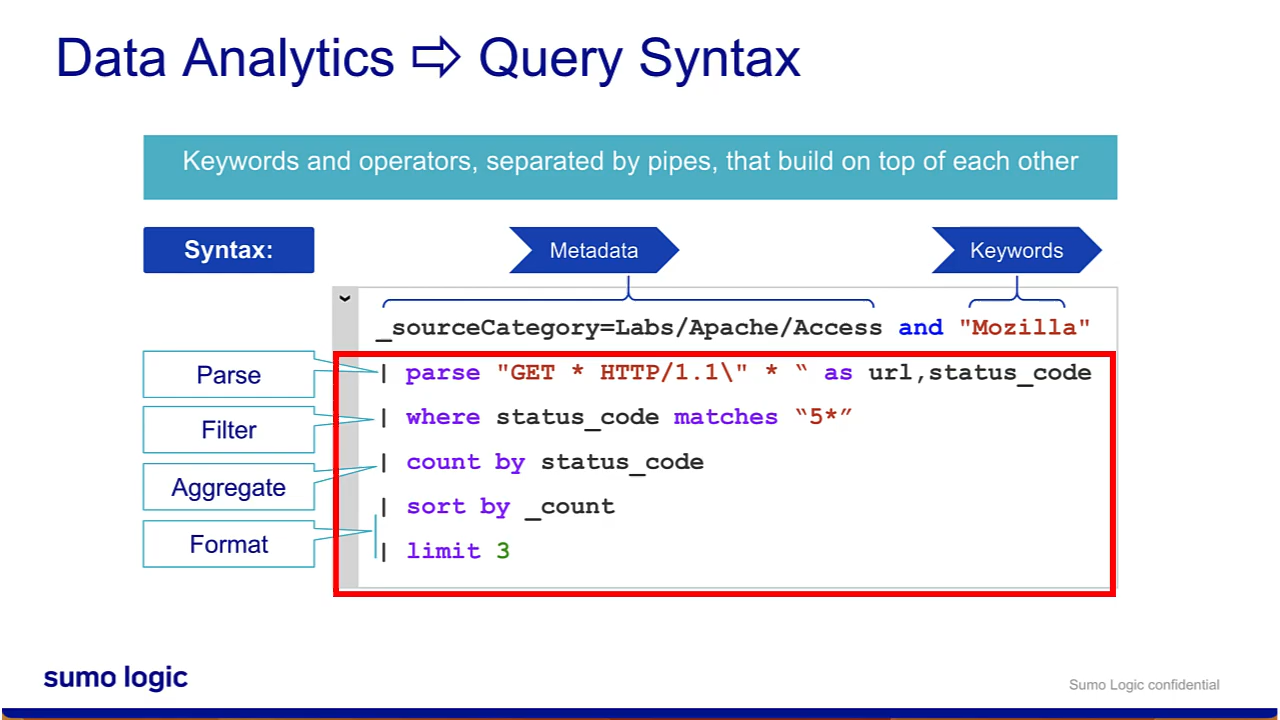 Data Analytics ⇨ Query Syntax
Keywords and operators, separated by pipes, that build on top of each other
Syntax:
Metadata
Keywords
_sourceCategory=Labs/Apache/Access and "Mozilla"
Parse
| parse "GET * HTTP/1.1\" * “ as url,status_code
Filter
| where status_code matches “5*”
Aggregate
| count by status_code
| sort by _count
Format
| limit 3
sumo logic
Sumo Logic confidential